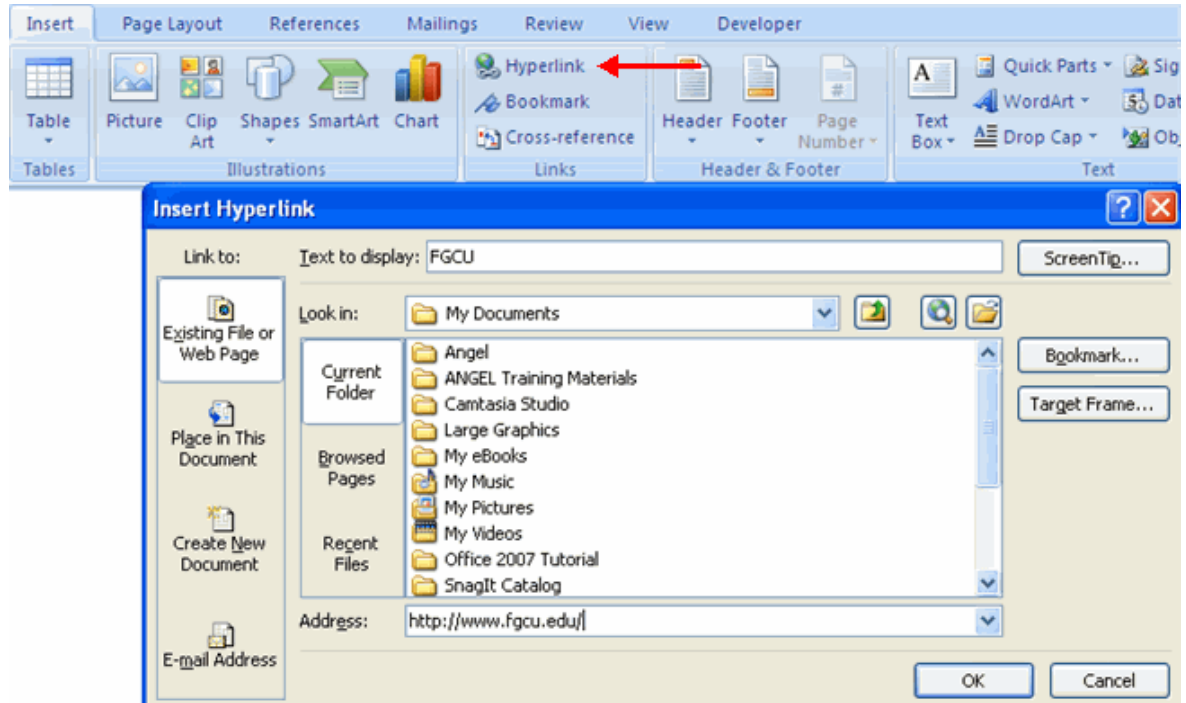 Insert Page Layout References Mailings Review View Developer
Table
Picture
Clip
Art
Shapes
SmartArt
Chart
Hyperlink
Bookmark
Cross-reference
Header
Footer
Page
Number
A
Text
Box
Quick Parts
WordArt
Drop Cap
Sig
Dat
Obj
Tables
Illustrations
Links
Header & Footer
Text
Insert Hyperlink
Link to:
Text to display: FGCU
ScreenTip...
Existing File or
Web Page
Place in This
Document
Create New
Document
E-mail Address
Look in: My Documents
Current
Folder
Browsed
Pages
Recent
Files
Angel
ANGEL Training Materials
Camtasia Studio
Large Graphics
My eBooks
My Music
My Pictures
My Videos
Office 2007 Tutorial
SnagIt Catalog
Bookmark...
Target Frame...
Address: http://www.fgcu.edu/
OK
Cancel